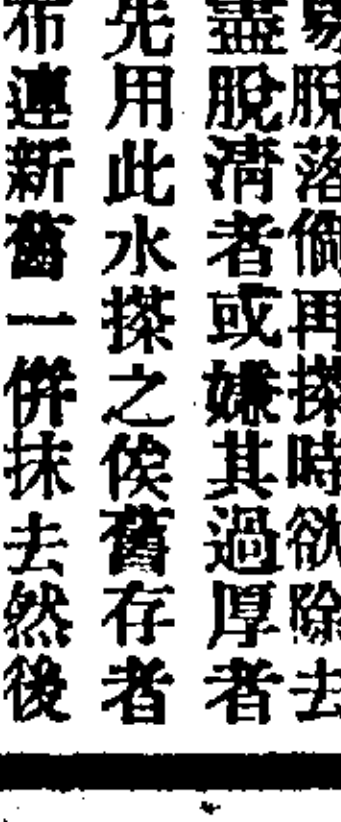 易脫落倘再搽時欲除去
盡脫淸者或嫌其過厚者
先用此水搽之俟舊存者
布連新舊一併抹去然後